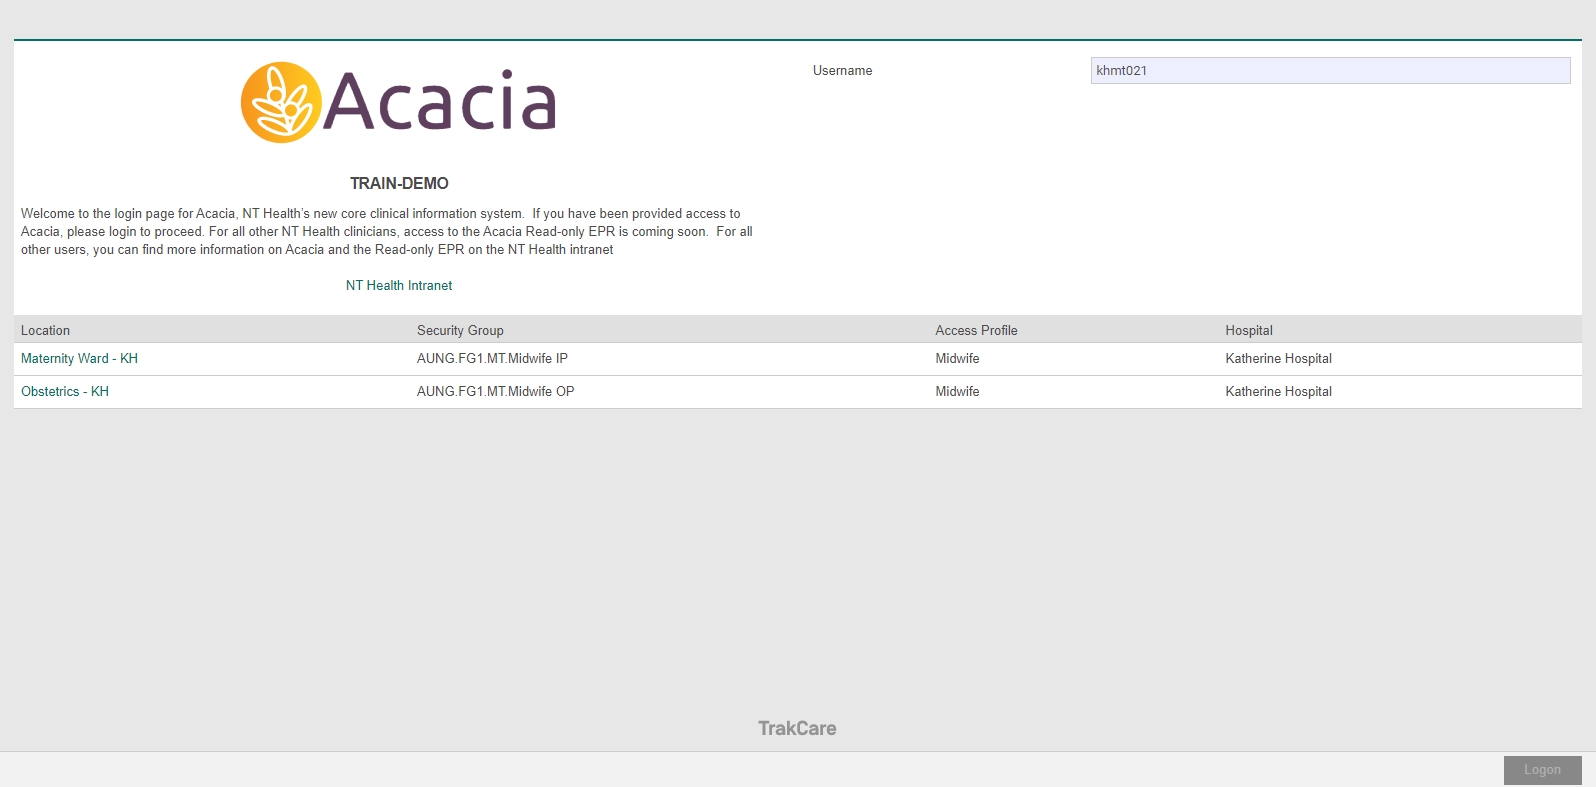 Acacia
Username
khmt021
TRAIN-DEMO
Welcome to the login page for Acacia, NT Health's new core clinical information system.  If you have been provided access to
Acacia, please login to proceed. For all other NT Health clinicians, access to the Acacia Read-only EPR is coming soon.  For all
other users, you can find more information on Acacia and the Read-only EPR on the NT Health intranet
NT Health Intranet
Location Security Group Access Profile Hospital
Maternity Ward - KH AUNG.FG1.MT.Midwife IP Midwife Katherine Hospital
Obstetrics - KH AUNG.FG1.MT.Midwife OP Midwife Katherine Hospital
TrakCare
Logon